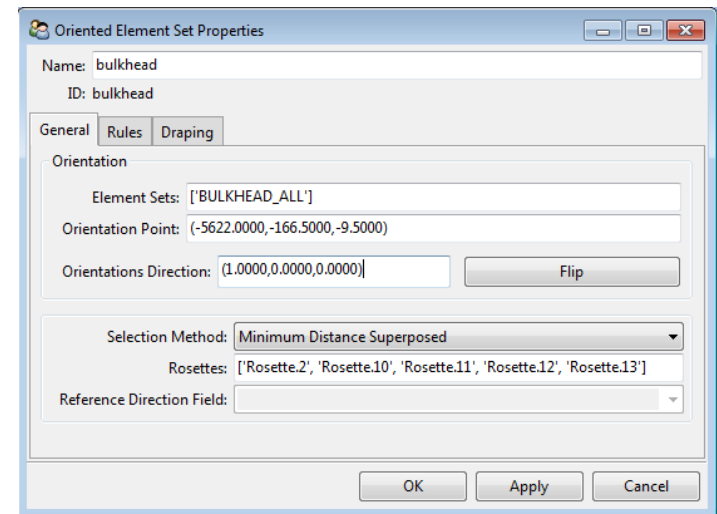 Oriented Element Set Properties
Name: bulkhead
ID: bulkhead
General Rules Draping
Orientation
Element Sets: ['BULKHEAD_ALL']
Orientation Point: (-5622.0000,-166.5000,-9.5000)
Orientations Direction: (1.0000,0.0000,0.0000) Flip
Selection Method: Minimum Distance Superposed
Rosettes: ['Rosette.2', 'Rosette.10', 'Rosette.11', 'Rosette.12', 'Rosette.13']
Reference Direction Field:
OK Apply Cancel